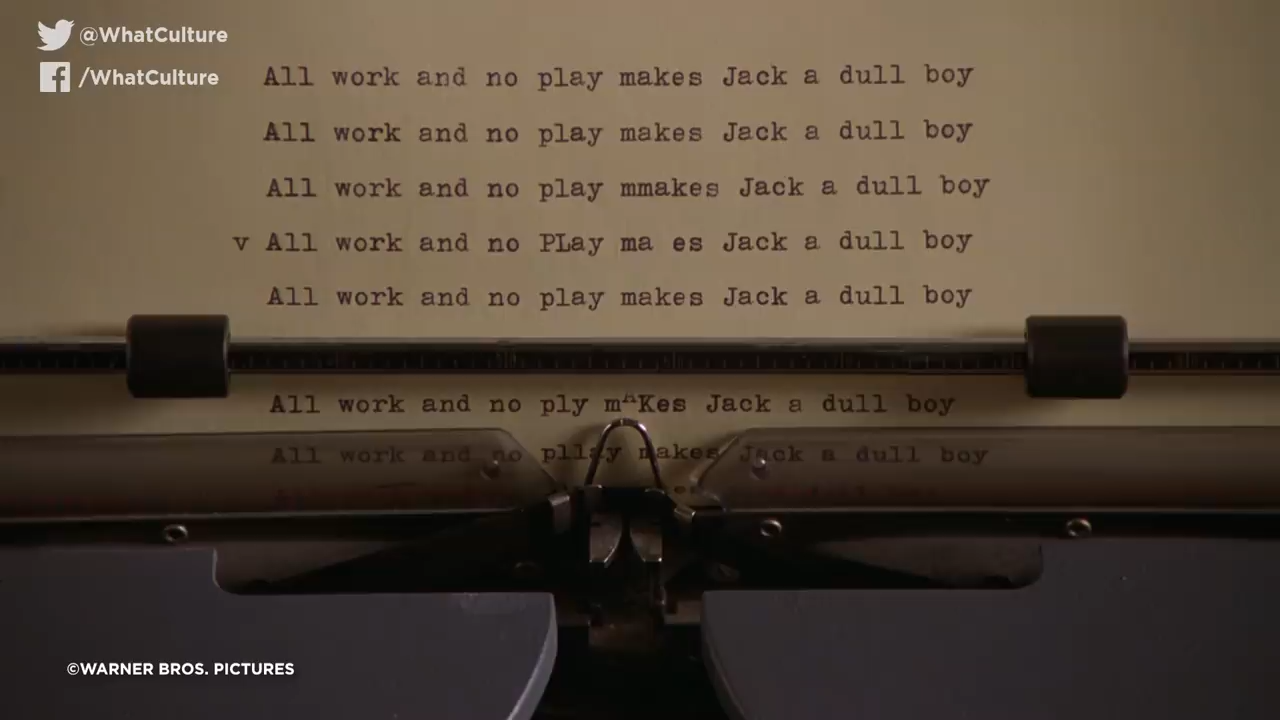 @WhatCulture
/WhatCulture
All work and no play makes Jack a dull boy
All work and no play makes Jack a dull boy
All work and no play mmakes Jack a dull boy
v All work and no PLay ma es Jack a dull boy
All work and no play makes Jack a dull boy
All work and no ply mAKes Jack a dull boy
All work and no pllay makes Jack a dull boy
©WARNER BROS. PICTURES